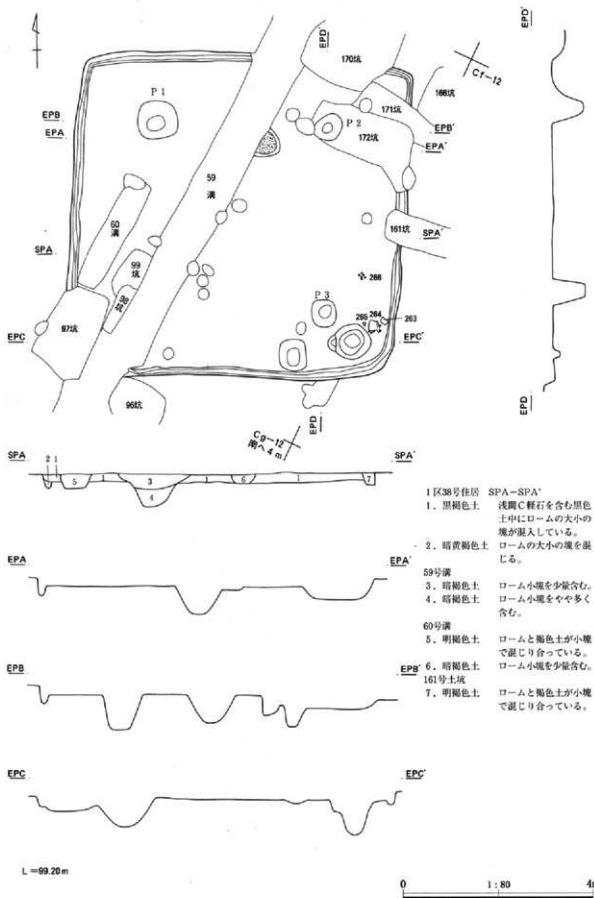 EPD'
EPD'
170坑
Cf-12
168坑
P 1
171坑
EPB
EPB'
P 2
EPA
172坑
EPA'
59
溝
60
溝
161坑
SPA'
SPA
99
坑
266
98坑
P 3
264
263
265
EPC
97坑
EPC'
96坑
EPD
EPD
Cg-12
南へ4m
SPA
SPA'
2 1
5
1
3
1
6
1
7
4
1区38号住居 SPA-SPA'
1. 黒褐色土 浅間C軽石を含む黒色
土中にロームの大小の
塊が混入している。
2. 暗黄褐色土 ロームの大小の塊を混
じる。
59号溝
3. 暗褐色土 ローム小塊を少量含む。
4. 暗褐色土 ローム小塊をやや多く
含む。
60号溝
5. 明褐色土 ロームと褐色土が小塊
で混じり合っている。
6. 暗褐色土 ローム小塊を少量含む。
161号土坑
7. 明褐色土 ロームと褐色土が小塊
で混じり合っている。
EPA
EPA'
EPB
EPB'
EPC
EPC'
L=99.20m
0 1:80 4m